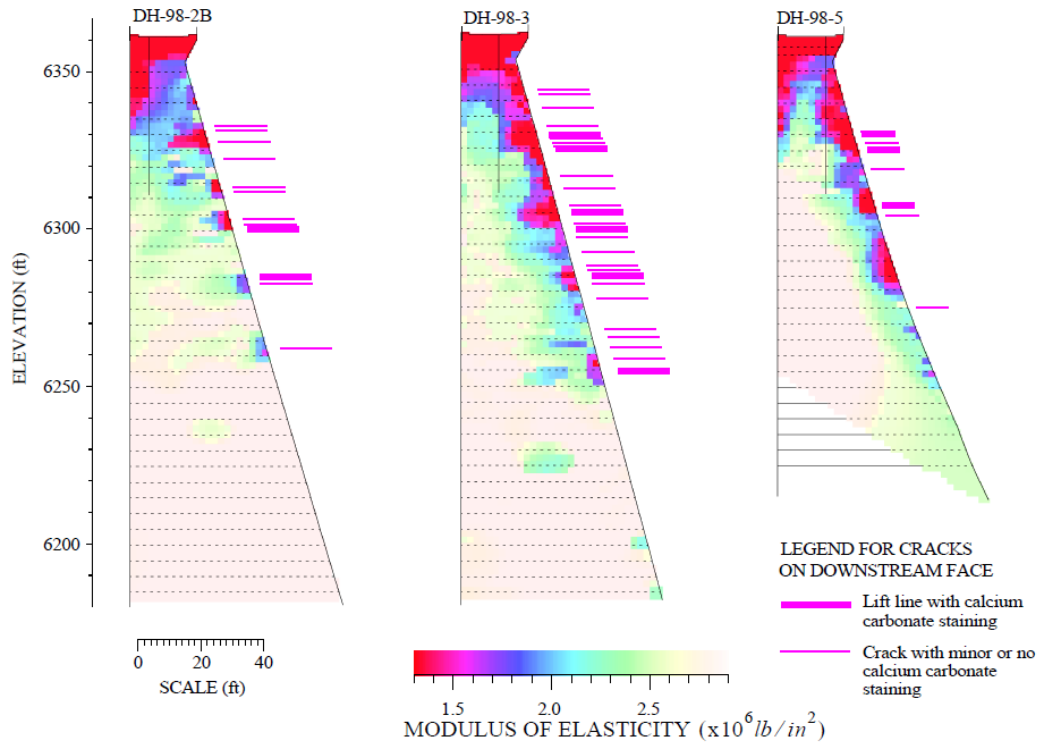 DH-98-2B
DH-98-3
DH-98-5
6350
6300
6250
6200
ELEVATION (ft)
0 20 40
SCALE (ft)
1.5 2.0 2.5
MODULUS OF ELASTICITY (x10^6 lb/in^2)
LEGEND FOR CRACKS
ON DOWNSTREAM FACE
Lift line with calcium
carbonate staining
Crack with minor or no
calcium carbonate
staining